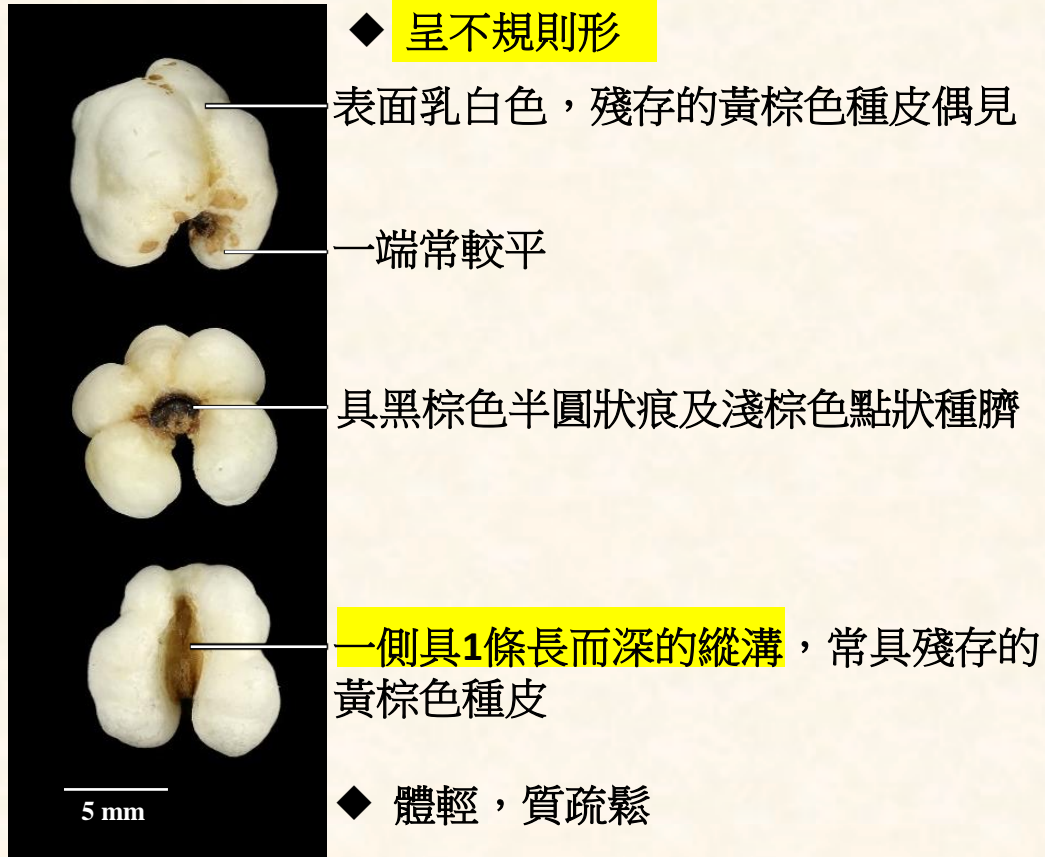 ◆ 呈不規則形
表面乳白色，殘存的黃棕色種皮偶見
一端常較平
具黑棕色半圓狀痕及淺棕色點狀種臍
一側具1條長而深的縱溝，常具殘存的
黃棕色種皮
5 mm
◆ 體輕，質疏鬆